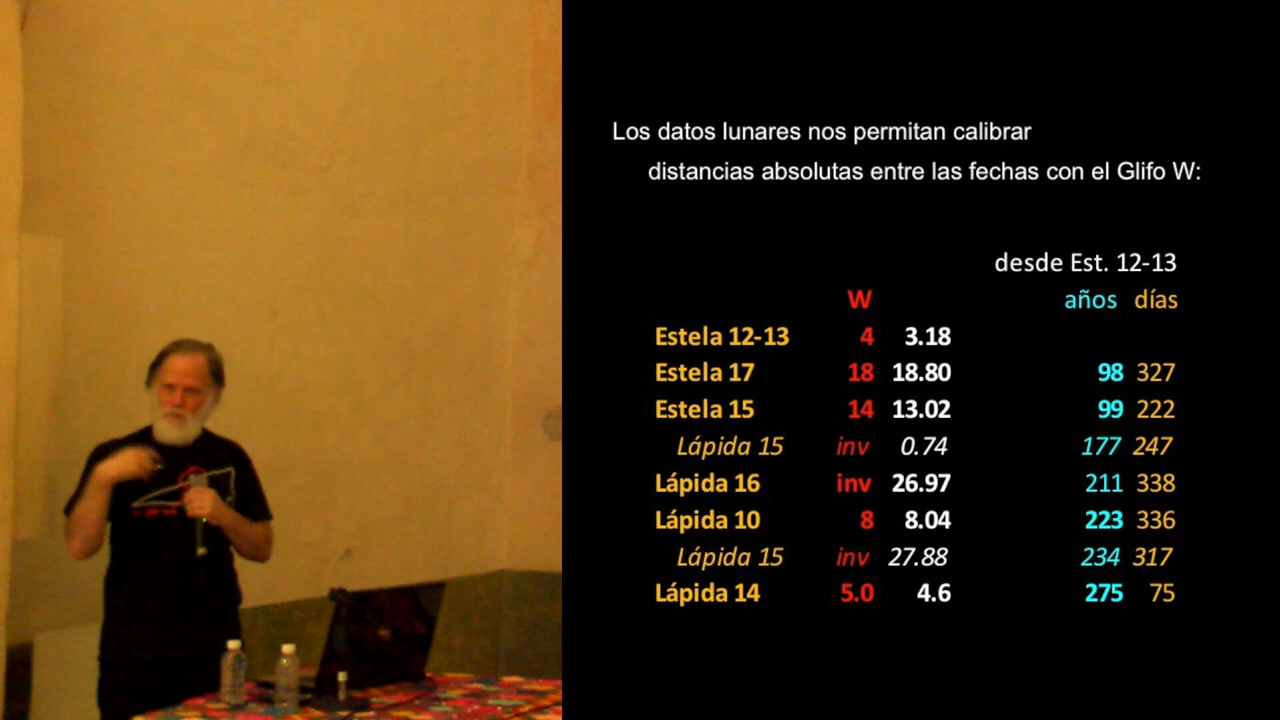 Los datos lunares nos permitan calibrar
distancias absolutas entre las fechas con el Glifo W:
desde Est. 12-13
W años días
Estela 12-13 4 3.18
Estela 17 18 18.80 98 327
Estela 15 14 13.02 99 222
Lápida 15 inv 0.74 177 247
Lápida 16 inv 26.97 211 338
Lápida 10 8 8.04 223 336
Lápida 15 inv 27.88 234 317
Lápida 14 5.0 4.6 275 75